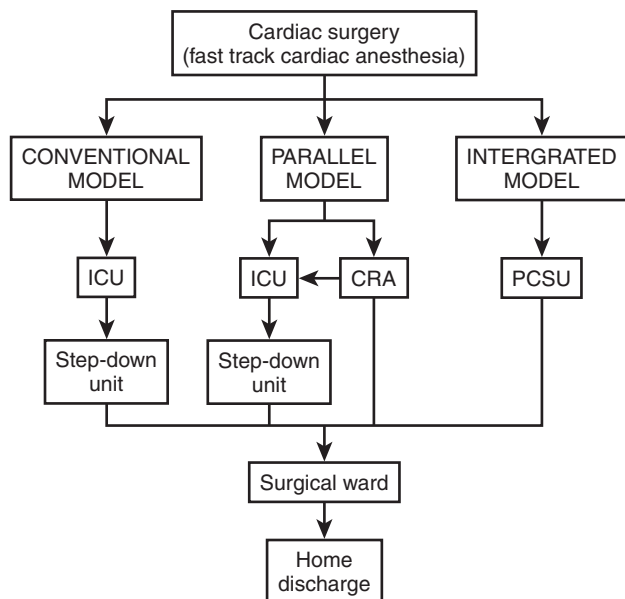 Cardiac surgery
(fast track cardiac anesthesia)
CONVENTIONAL
MODEL
PARALLEL
MODEL
INTERGRATED
MODEL
ICU
ICU
CRA
PCSU
Step-down
unit
Step-down
unit
Surgical ward
Home
discharge